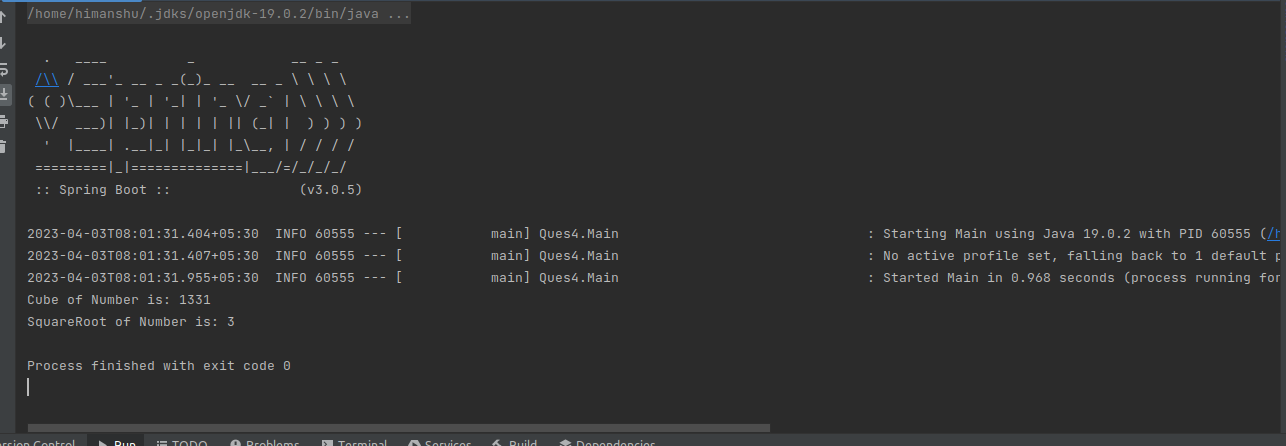 /home/himanshu/.jdks/openjdk-19.0.2/bin/java ...
  .   ____          _            __ _ _
 /\\ / ___'_ __ _ _(_)_ __  __ _ \ \ \ \
( ( )\___ | '_ | '_| | '_ \/ _` | \ \ \ \
 \\/  ___)| |_)| | | | | || (_| |  ) ) ) )
  '  |____| .__|_| |_|_| |_\__, | / / / /
 =========|_|==============|___/=/_/_/_/
 :: Spring Boot ::                (v3.0.5)
2023-04-03T08:01:31.404+05:30  INFO 60555 --- [           main] Ques4.Main                               : Starting Main using Java 19.0.2 with PID 60555 (/h
2023-04-03T08:01:31.407+05:30  INFO 60555 --- [           main] Ques4.Main                               : No active profile set, falling back to 1 default p
2023-04-03T08:01:31.955+05:30  INFO 60555 --- [           main] Ques4.Main                               : Started Main in 0.968 seconds (process running for
Cube of Number is: 1331
SquareRoot of Number is: 3
Process finished with exit code 0
ersion Control Run TODO Problems Terminal Services Build Dependencies